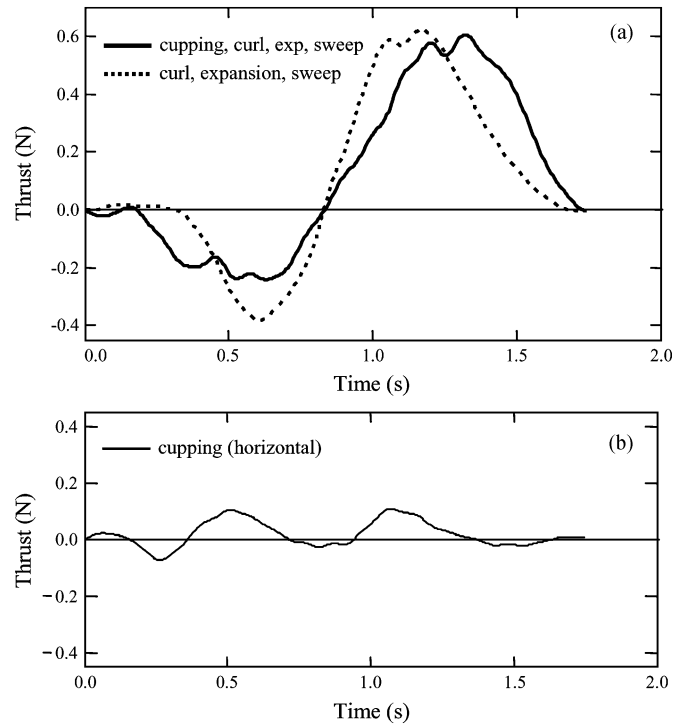 0.6
(a)
cupping, curl, exp, sweep
curl, expansion, sweep
0.4
0.2
0.0
-0.2
-0.4
Thrust (N)
0.0 0.5 1.0 1.5 2.0
Time (s)
0.4
cupping (horizontal)
(b)
0.2
0.0
−0.2
−0.4
Thrust (N)
0.0 0.5 1.0 1.5 2.0
Time (s)